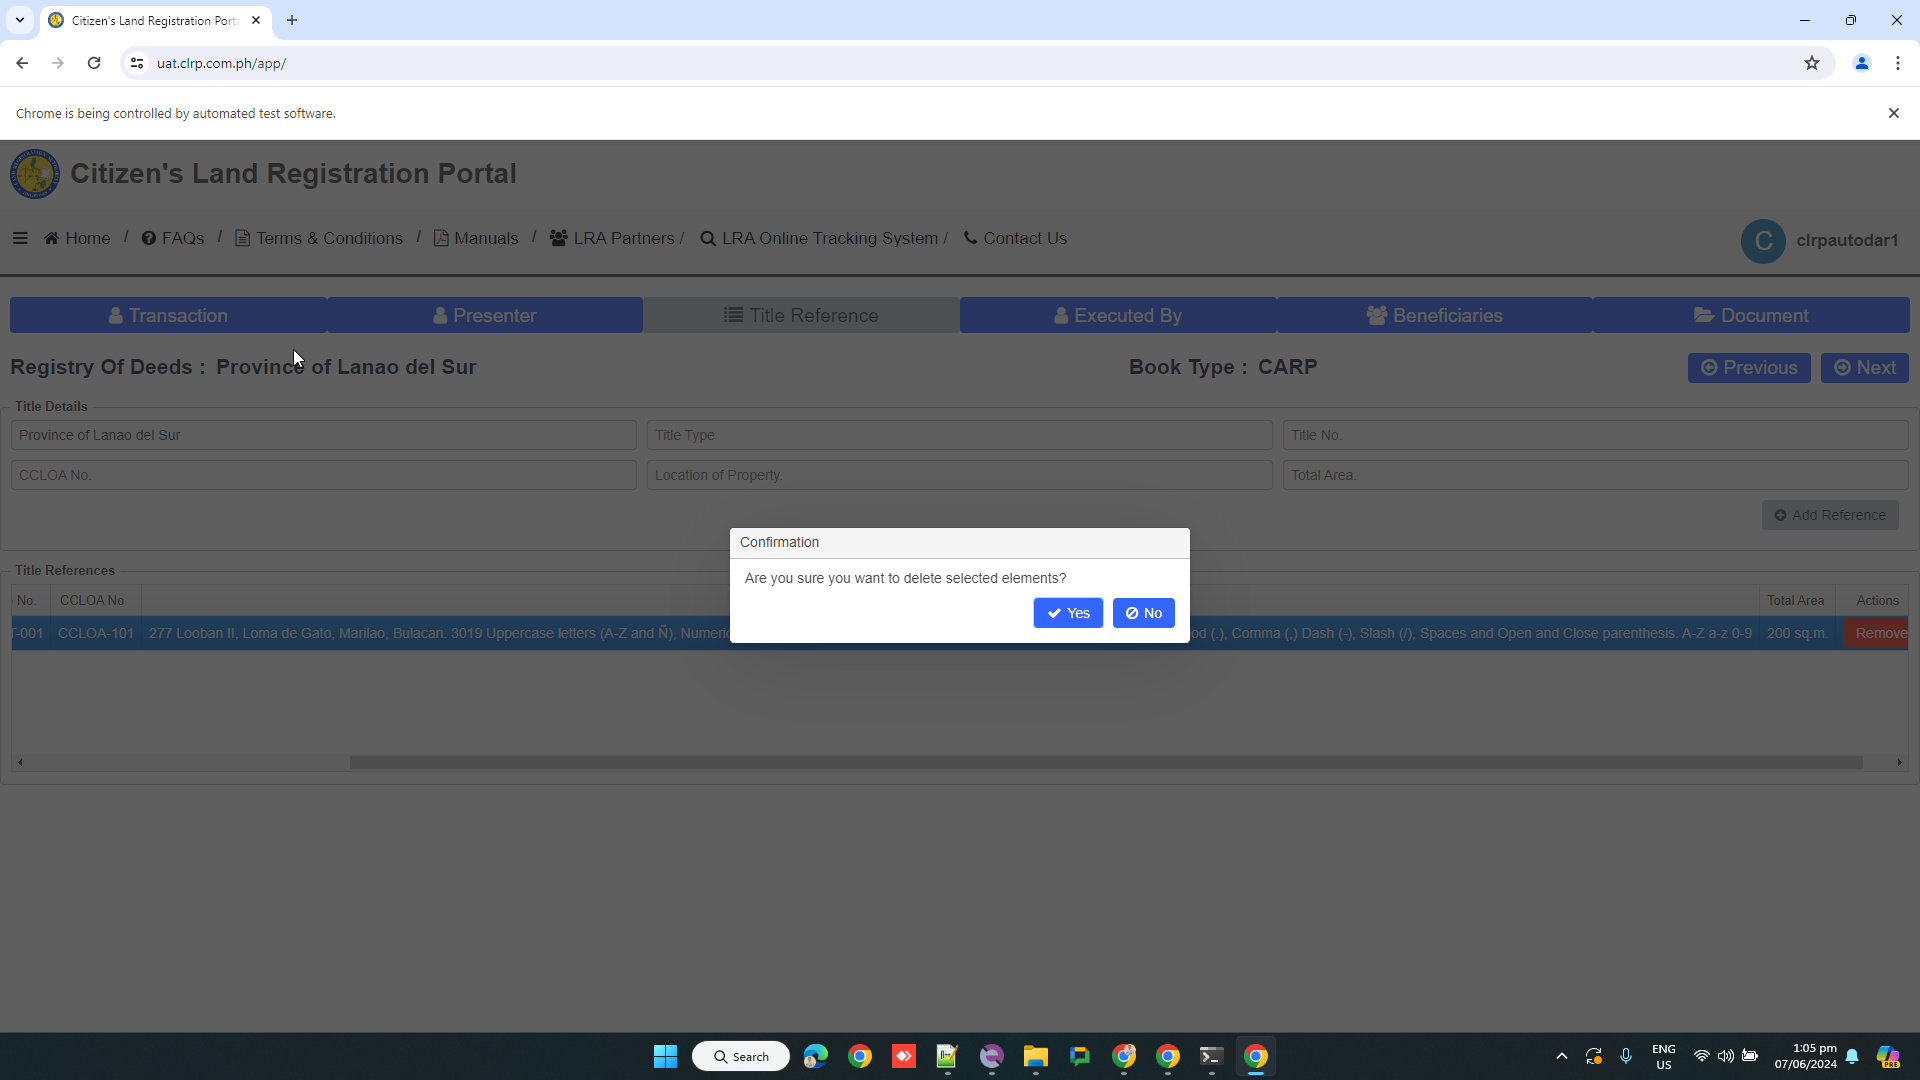 Citizen's Land Registration Port
uat.clrp.com.ph/app/
Chrome is being controlled by automated test software.
Citizen's Land Registration Portal
Home / FAQs / Terms & Conditions / Manuals / LRA Partners / LRA Online Tracking System / Contact Us
C clrpautodar1
Transaction Presenter Title Reference Executed By Beneficiaries Document
Registry Of Deeds : Province of Lanao del Sur Book Type : CARP Previous Next
Title Details
Province of Lanao del Sur Title Type Title No.
CCLOA No. Location of Property. Total Area.
Add Reference
Confirmation
Are you sure you want to delete selected elements?
Yes No
Title References
No. CCLOA No Total Area Actions
T-001 CCLOA-101 277 Looban II, Loma de Gato, Marilao, Bulacan. 3019 Uppercase letters (A-Z and Ñ), Numeri od (.), Comma (,) Dash (-), Slash (/), Spaces and Open and Close parenthesis. A-Z a-z 0-9 200 sq.m. Remove
Search
ENG
US
1:05 pm
07/06/2024
PRE